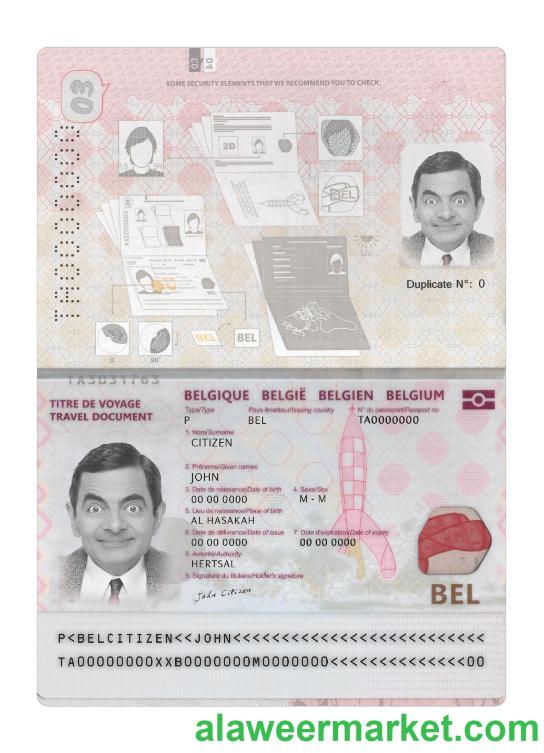 03
04
SOME SECURITY ELEMENTS THAT WE RECOMMEND YOU TO CHECK.
03
2D
BEL
UV
BEL
BEL
0°
90°
Duplicate N°: 0
TA3031763
TITRE DE VOYAGE
TRAVEL DOCUMENT
BELGIQUE BELGIË BELGIEN BELGIUM
Type/Type
Pays émetteur/Issuing country
N° du passeport/Passport no
P
BEL
TA0000000
1. Nom/Surname
CITIZEN
2. Prénoms/Given names
JOHN
3. Date de naissance/Date of birth
4. Sexe/Sex
00 00 0000
M - M
5. Lieu de naissance/Place of birth
AL HASAKAH
6. Date de délivrance/Date of issue
7. Date d'expiration/Date of expiry
00 00 0000
00 00 0000
8. Autorité/Authority
HERTSAL
9. Signature du titulaire/Holder's signature
John Citizen
BEL
P<BELCITIZEN<<JOHN<<<<<<<<<<<<<<<<<<<<<<<<<<
TA00000000XXB0000000M0000000<<<<<<<<<<<<<<00
alaweermarket.com